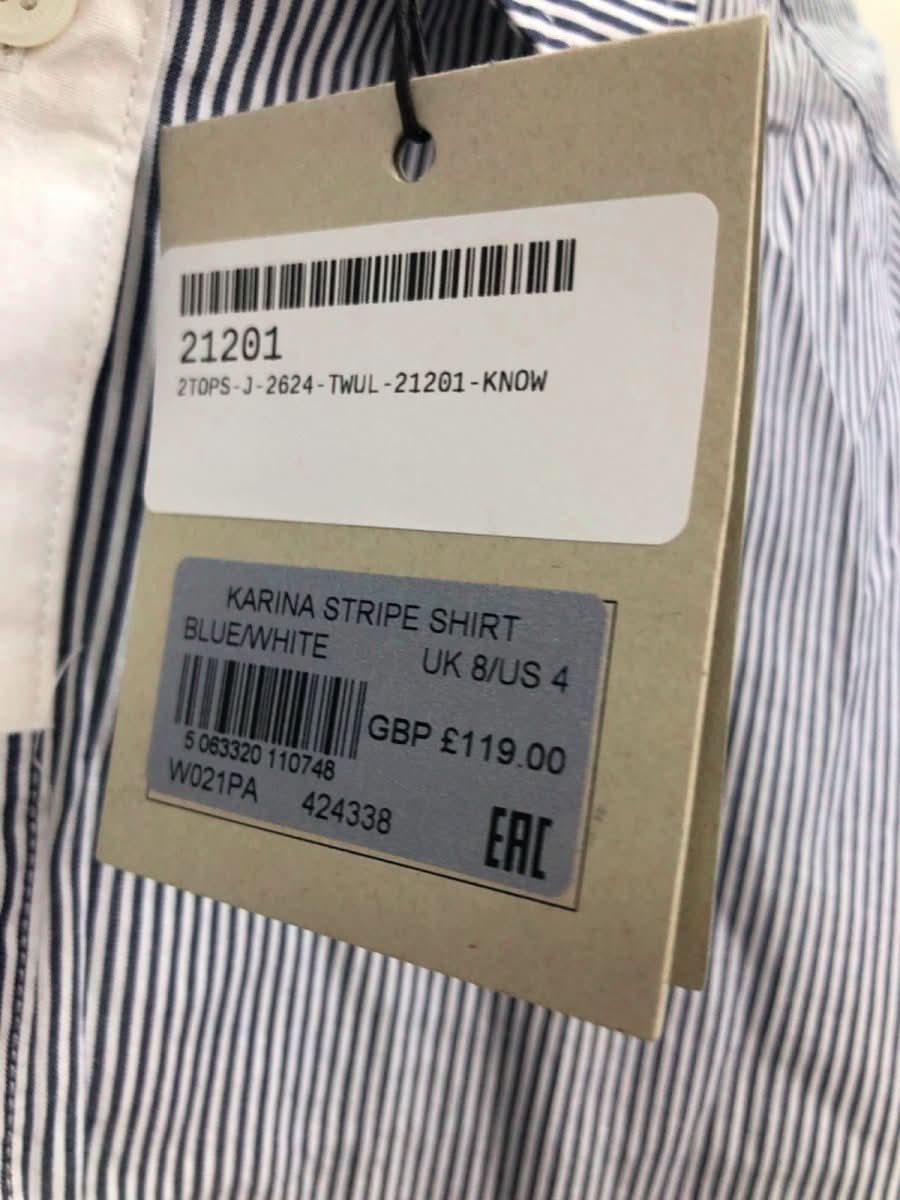 21201
2TOPS-J-2624-TWUL-21201-KNOW
KARINA STRIPE SHIRT
BLUE/WHITE UK 8/US 4
GBP £119.00
5 063320 110748
W021PA 424338
EAC